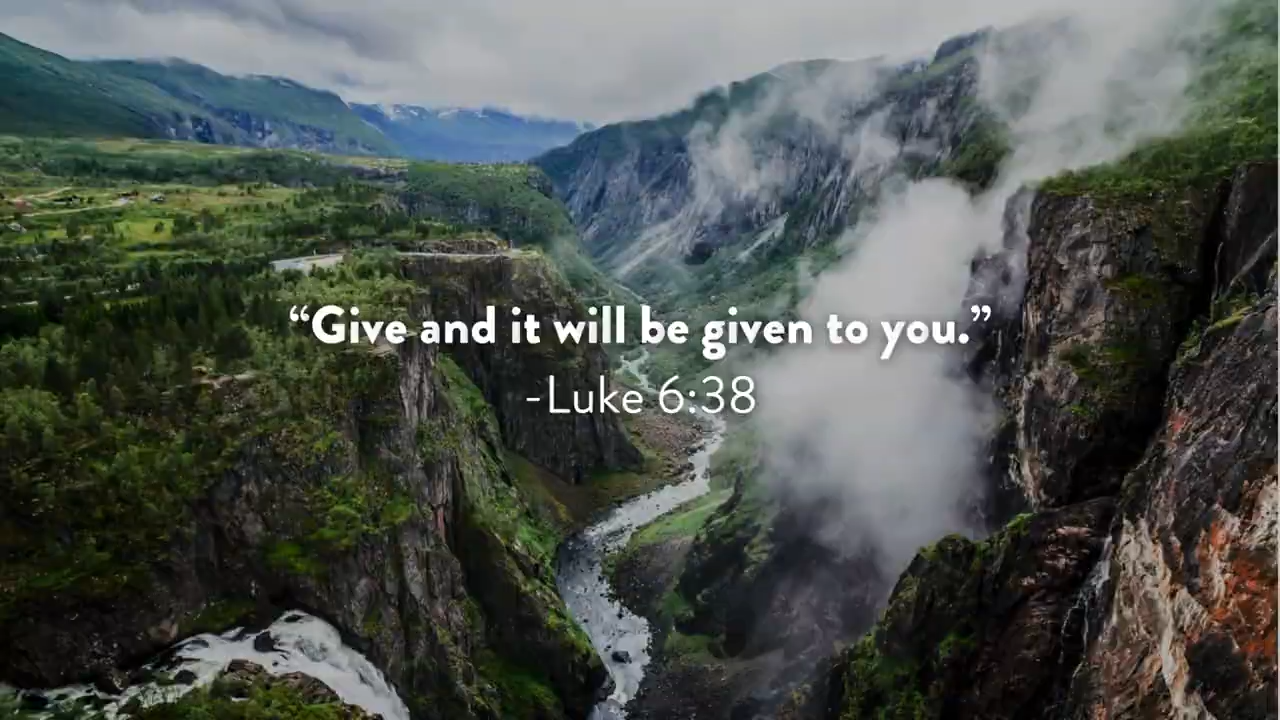 “Give and it will be given to you.”
-Luke 6:38